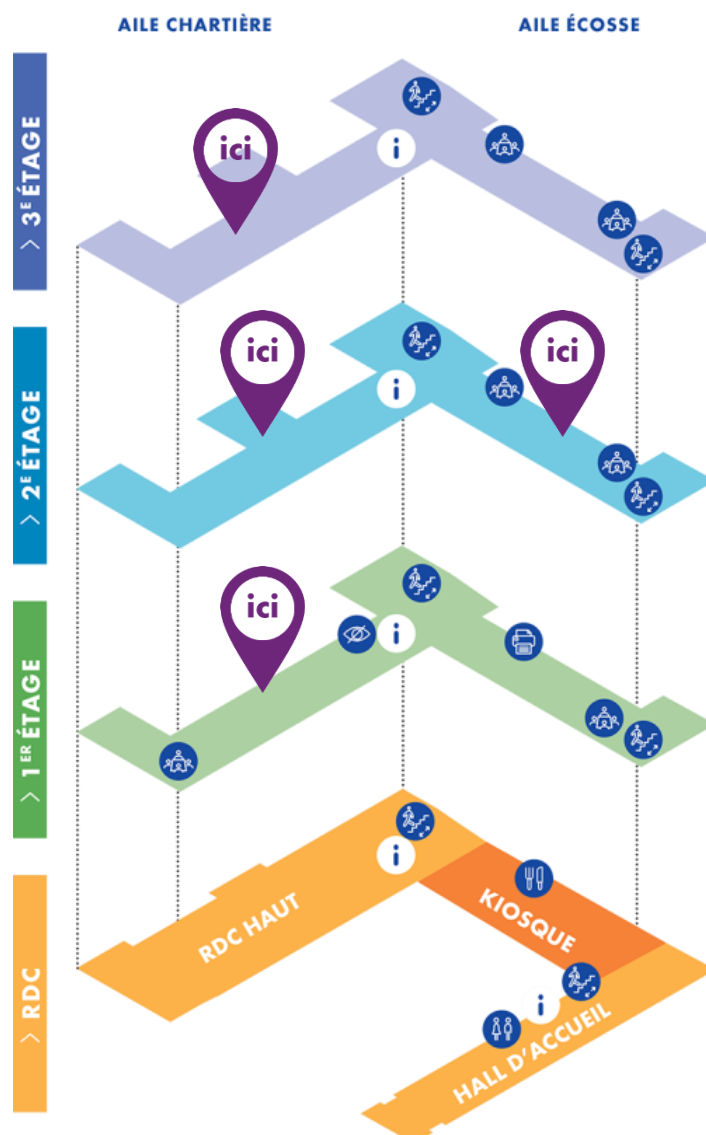 AILE CHARTIÈRE
AILE ÉCOSSE
> 3E ÉTAGE
ici
i
> 2E ÉTAGE
ici
ici
i
> 1ER ÉTAGE
ici
i
> RDC
i
RDC HAUT
KIOSQUE
i
HALL D'ACCUEIL